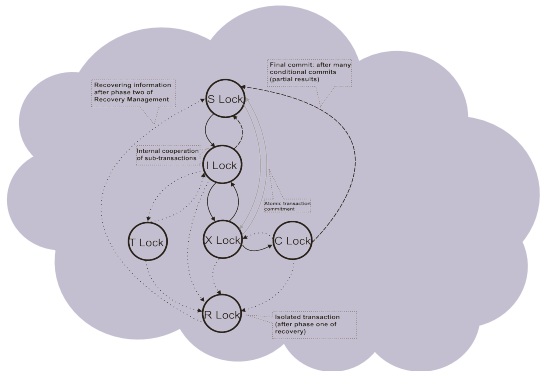 Final commit, after many
conditional commits
(partial results)
Recovering information
after phase two of
Recovery Management
S Lock
Internal cooperation
of sub-transactions
I Lock
Atomic transaction
commitment
T Lock
X Lock
C Lock
R Lock
Isolated transaction
(after phase one of
recovery)